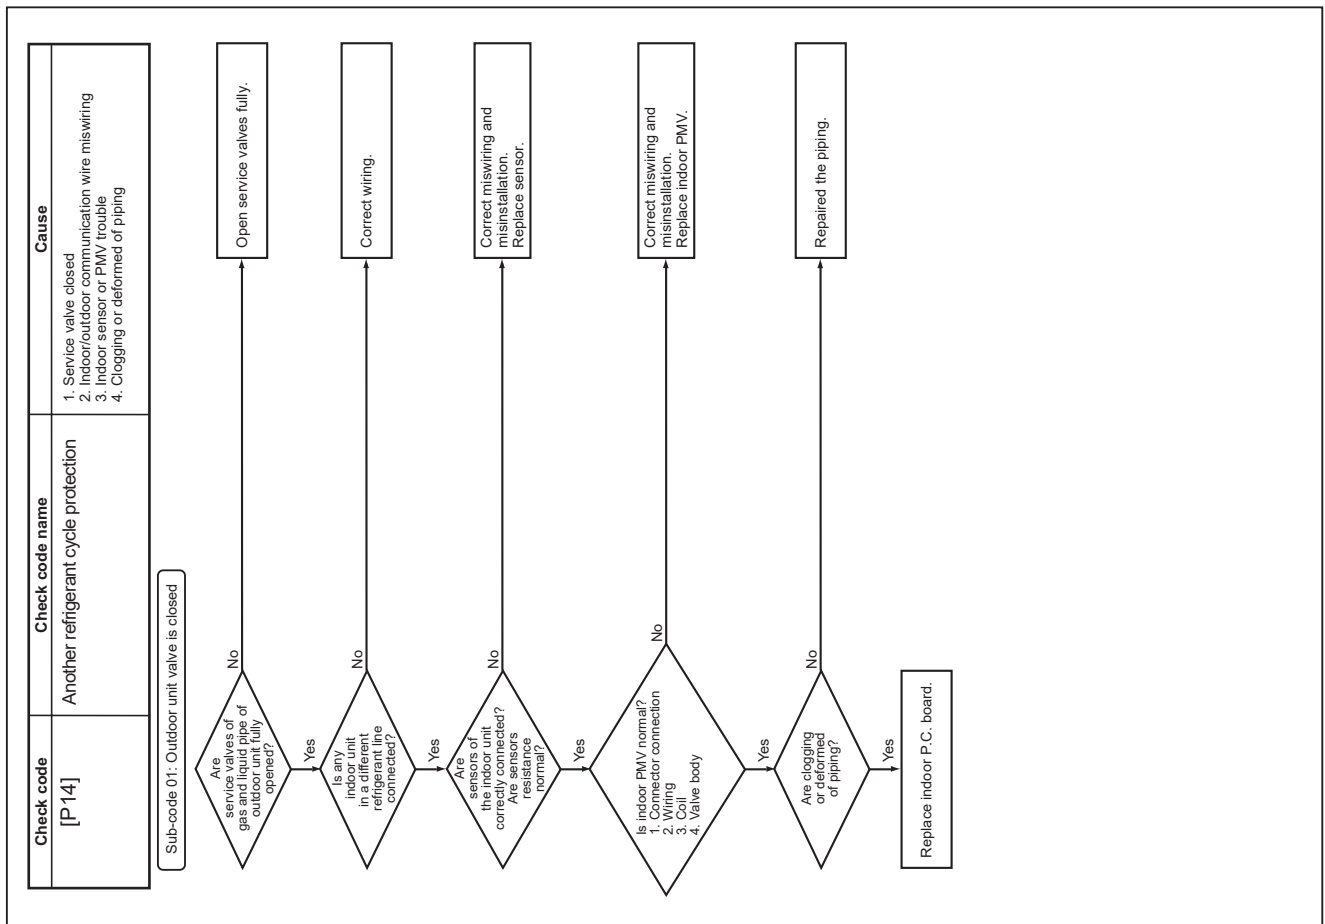 Check code
Check code name
Cause
[P14]
Another refrigerant cycle protection
1. Service valve closed
2. Indoor/outdoor communication wire miswiring
3. Indoor sensor or PMV trouble
4. Clogging or deformed of piping
Sub-code 01: Outdoor unit valve is closed
Are
service valves of
gas and liquid pipe of
outdoor unit fully
opened?
No
Open service valves fully.
Yes
Is any
indoor unit
in a different
refrigerant line
connected?
No
Correct wiring.
Yes
Are
sensors of
the indoor unit
correctly connected?
Are sensors
resistance
normal?
No
Correct miswiring and
misinstallation.
Replace sensor.
Yes
Is indoor PMV normal?
1. Connector connection
2. Wiring
3. Coil
4. Valve body
No
Correct miswiring and
misinstallation.
Replace indoor PMV.
Yes
Are clogging
or deformed
of piping?
No
Repaired the piping.
Yes
Replace indoor P.C. board.